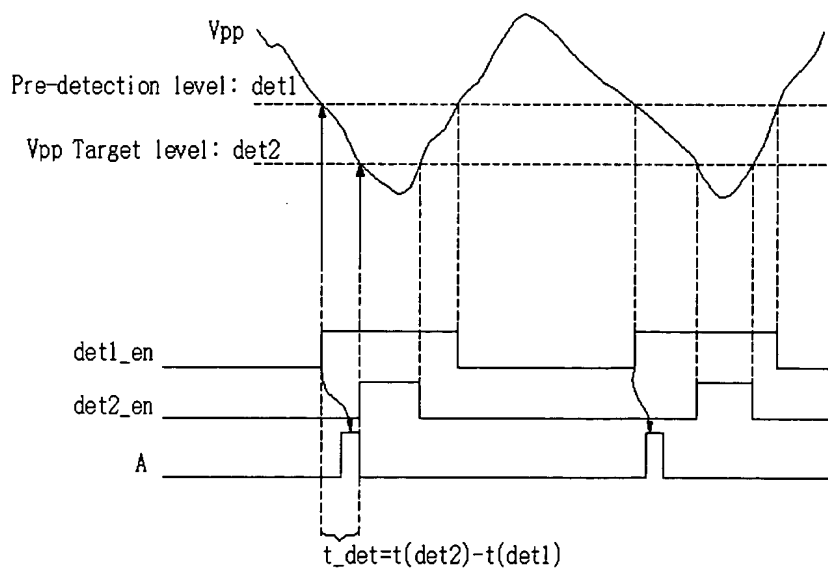 Vpp
Pre-detection level: det1
Vpp Target level: det2
det1_en
det2_en
A
t_det=t(det2)-t(det1)